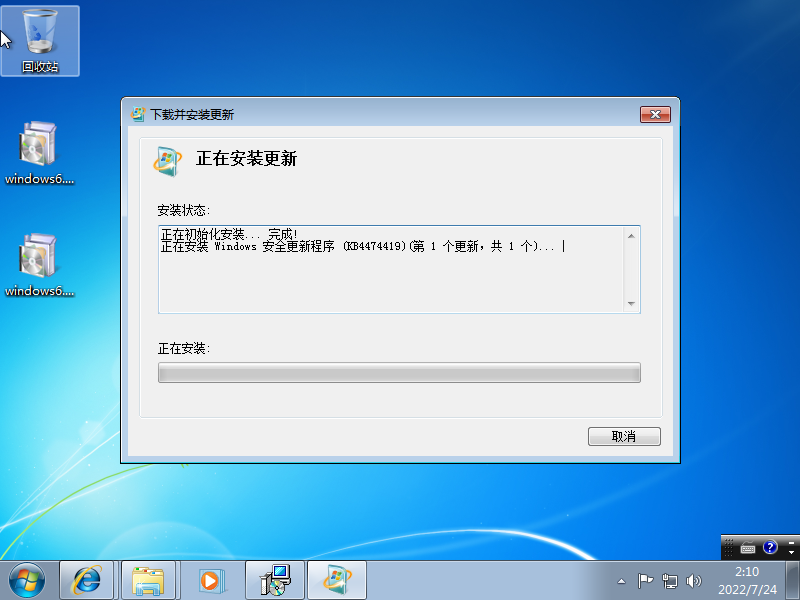 回收站
windows6....
windows6....
下载并安装更新
正在安装更新
安装状态:
正在初始化安装... 完成!
正在安装 Windows 安全更新程序 (KB4474419)(第 1 个更新，共 1 个)...
正在安装:
取消
2:10
2022/7/24